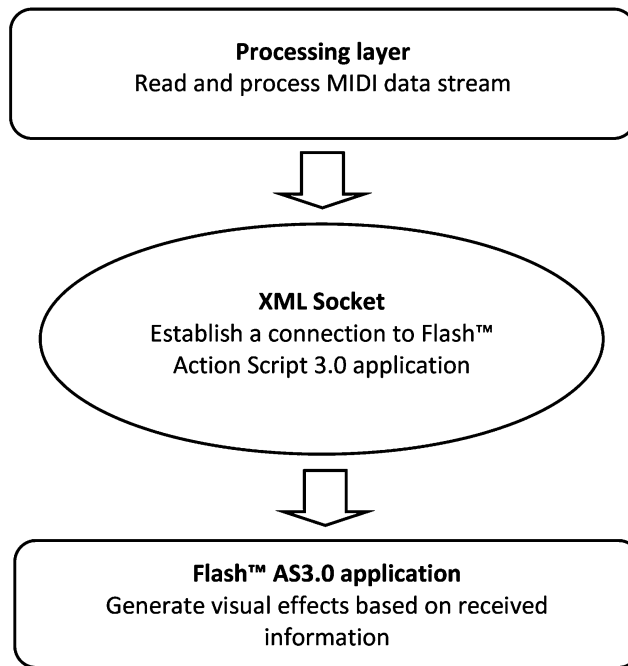 Processing layer
Read and process MIDI data stream
XML Socket
Establish a connection to Flash™
Action Script 3.0 application
Flash™ AS3.0 application
Generate visual effects based on received
information